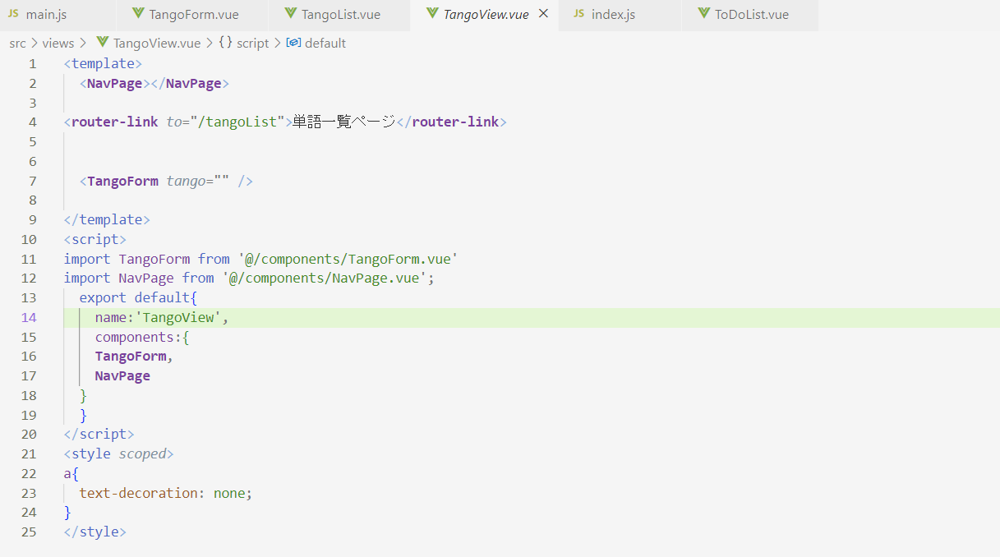 JS main.js TangoForm.vue TangoList.vue TangoView.vue × JS index.js ToDoList.vue
src > views > TangoView.vue > {} script > default
1 <template>
2 <NavPage></NavPage>
3
4 <router-link to="/tangoList">単語一覧ページ</router-link>
5
6
7 <TangoForm tango="" />
8
9 </template>
10 <script>
11 import TangoForm from '@/components/TangoForm.vue'
12 import NavPage from '@/components/NavPage.vue';
13 export default{
14 name:'TangoView',
15 components:{
16 TangoForm,
17 NavPage
18 }
19 }
20 </script>
21 <style scoped>
22 a{
23 text-decoration: none;
24 }
25 </style>